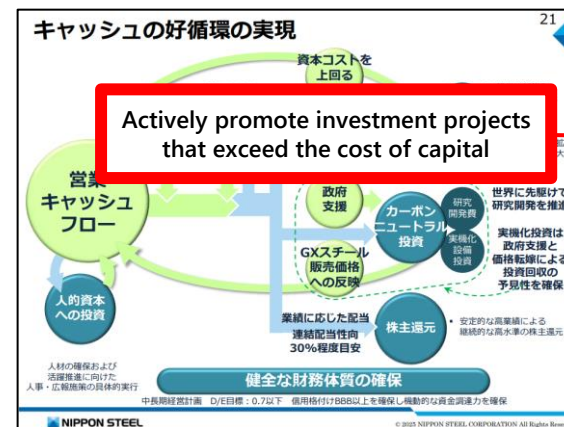 キャッシュの好循環の実現
21
資本コストを
上回る
Actively promote investment projects
that exceed the cost of capital
営業
キャッシュ
フロー
政府
支援
カーボン
ニュートラル
投資
研究
開発費
実機化
設備
投資
世界に先駆けて
研究開発を推進
実機化投資は
政府支援と
価格転嫁による
投資回収の
予見性を確保
GXスチール
販売価格
への反映
人的資本
への投資
業績に応じた配当
連結配当性向
30%程度目安
株主還元
• 安定的な高業績による
継続的な高水準の株主還元
人材の確保および
活躍推進に向けた
人事・広報施策の具体的実行
健全な財務体質の確保
中長期経営計画 D/E目標:0.7以下 信用格付けBBB以上を確保し機動的な資金調達力を確保
NIPPON STEEL
© 2025 NIPPON STEEL CORPORATION All Rights